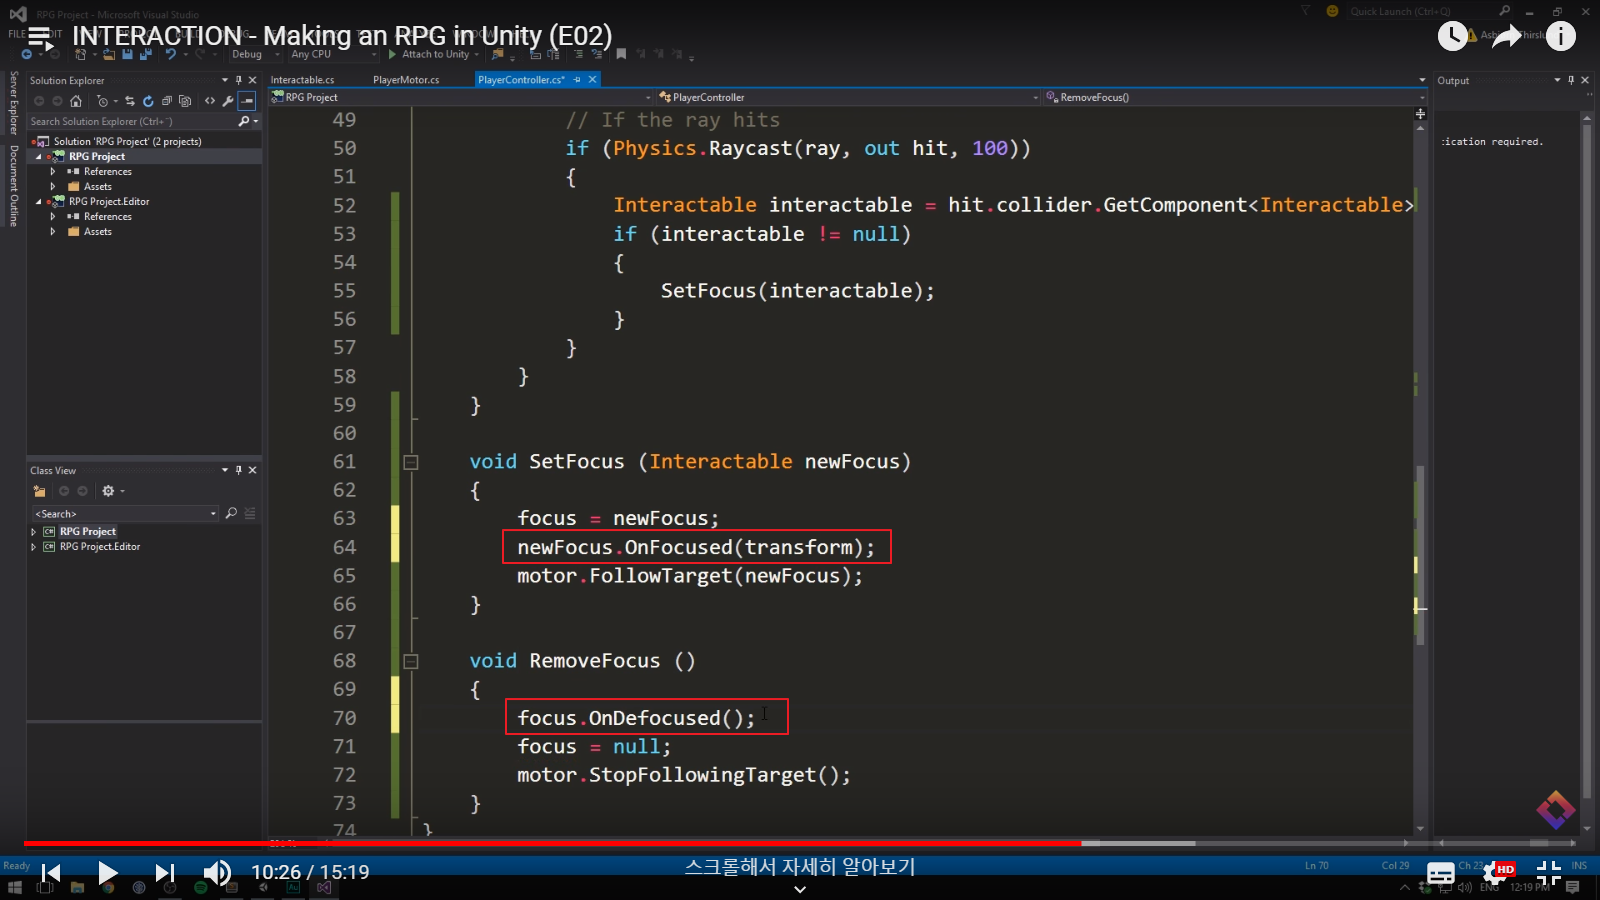 RPG Project - Microsoft Visual Studio
Quick Launch (Ctrl+Q)
INTERACTION - Making an RPG in Unity (E02)
FILE
Debug
Any CPU
Attach to Unity
Server Explorer
Document Outline
Solution Explorer
Search Solution Explorer (Ctrl+¨)
Solution 'RPG Project' (2 projects)
RPG Project
References
Assets
RPG Project.Editor
References
Assets
Class View
<Search>
RPG Project
RPG Project.Editor
Interactable.cs
PlayerMotor.cs
PlayerController.cs*
RPG Project
PlayerController
RemoveFocus()
Output
:ication required.
49 // If the ray hits
50 if (Physics.Raycast(ray, out hit, 100))
51 {
52 Interactable interactable = hit.collider.GetComponent<Interactable>
53 if (interactable != null)
54 {
55 SetFocus(interactable);
56 }
57 }
58 }
59 }
60
61 void SetFocus (Interactable newFocus)
62 {
63 focus = newFocus;
64 newFocus.OnFocused(transform);
65 motor.FollowTarget(newFocus);
66 }
67
68 void RemoveFocus ()
69 {
70 focus.OnDefocused();
71 focus = null;
72 motor.StopFollowingTarget();
73 }
74 }
Ready
Ln 70
Col 29
Ch 23
INS
10:26 / 15:19
스크롤해서 자세히 알아보기
HD
ENG
12:19 PM